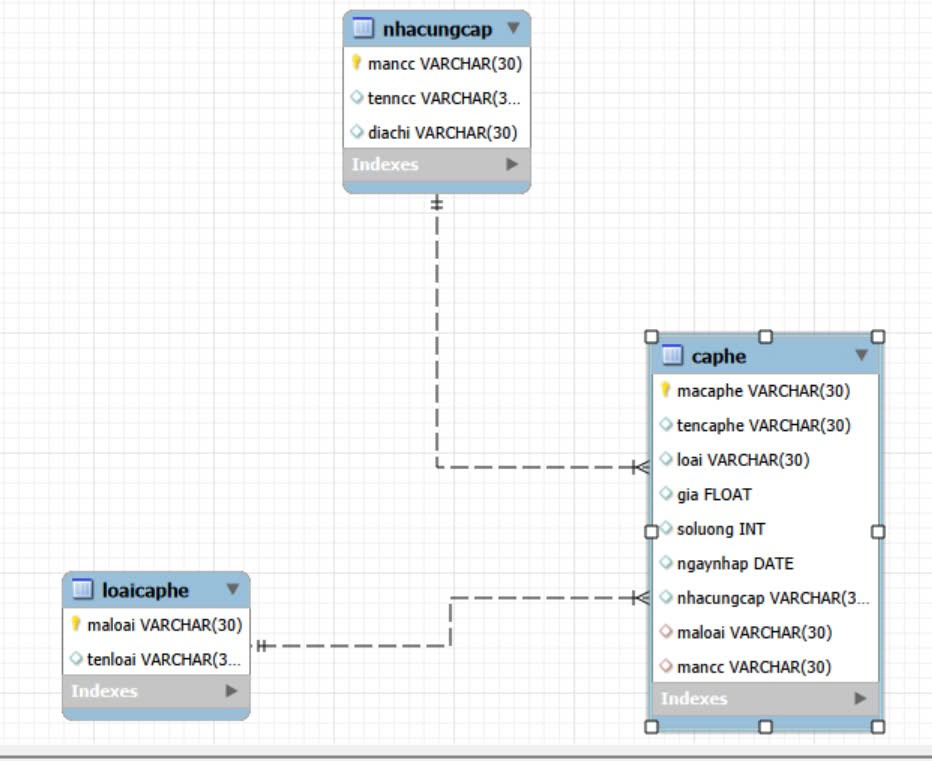 nhacungcap
mancc VARCHAR(30)
tenncc VARCHAR(3...
diachi VARCHAR(30)
Indexes
caphe
macaphe VARCHAR(30)
tencaphe VARCHAR(30)
loai VARCHAR(30)
gia FLOAT
soluong INT
ngaynhap DATE
nhacungcap VARCHAR(3...
maloai VARCHAR(30)
mancc VARCHAR(30)
Indexes
loaicaphe
maloai VARCHAR(30)
tenloai VARCHAR(3...
Indexes